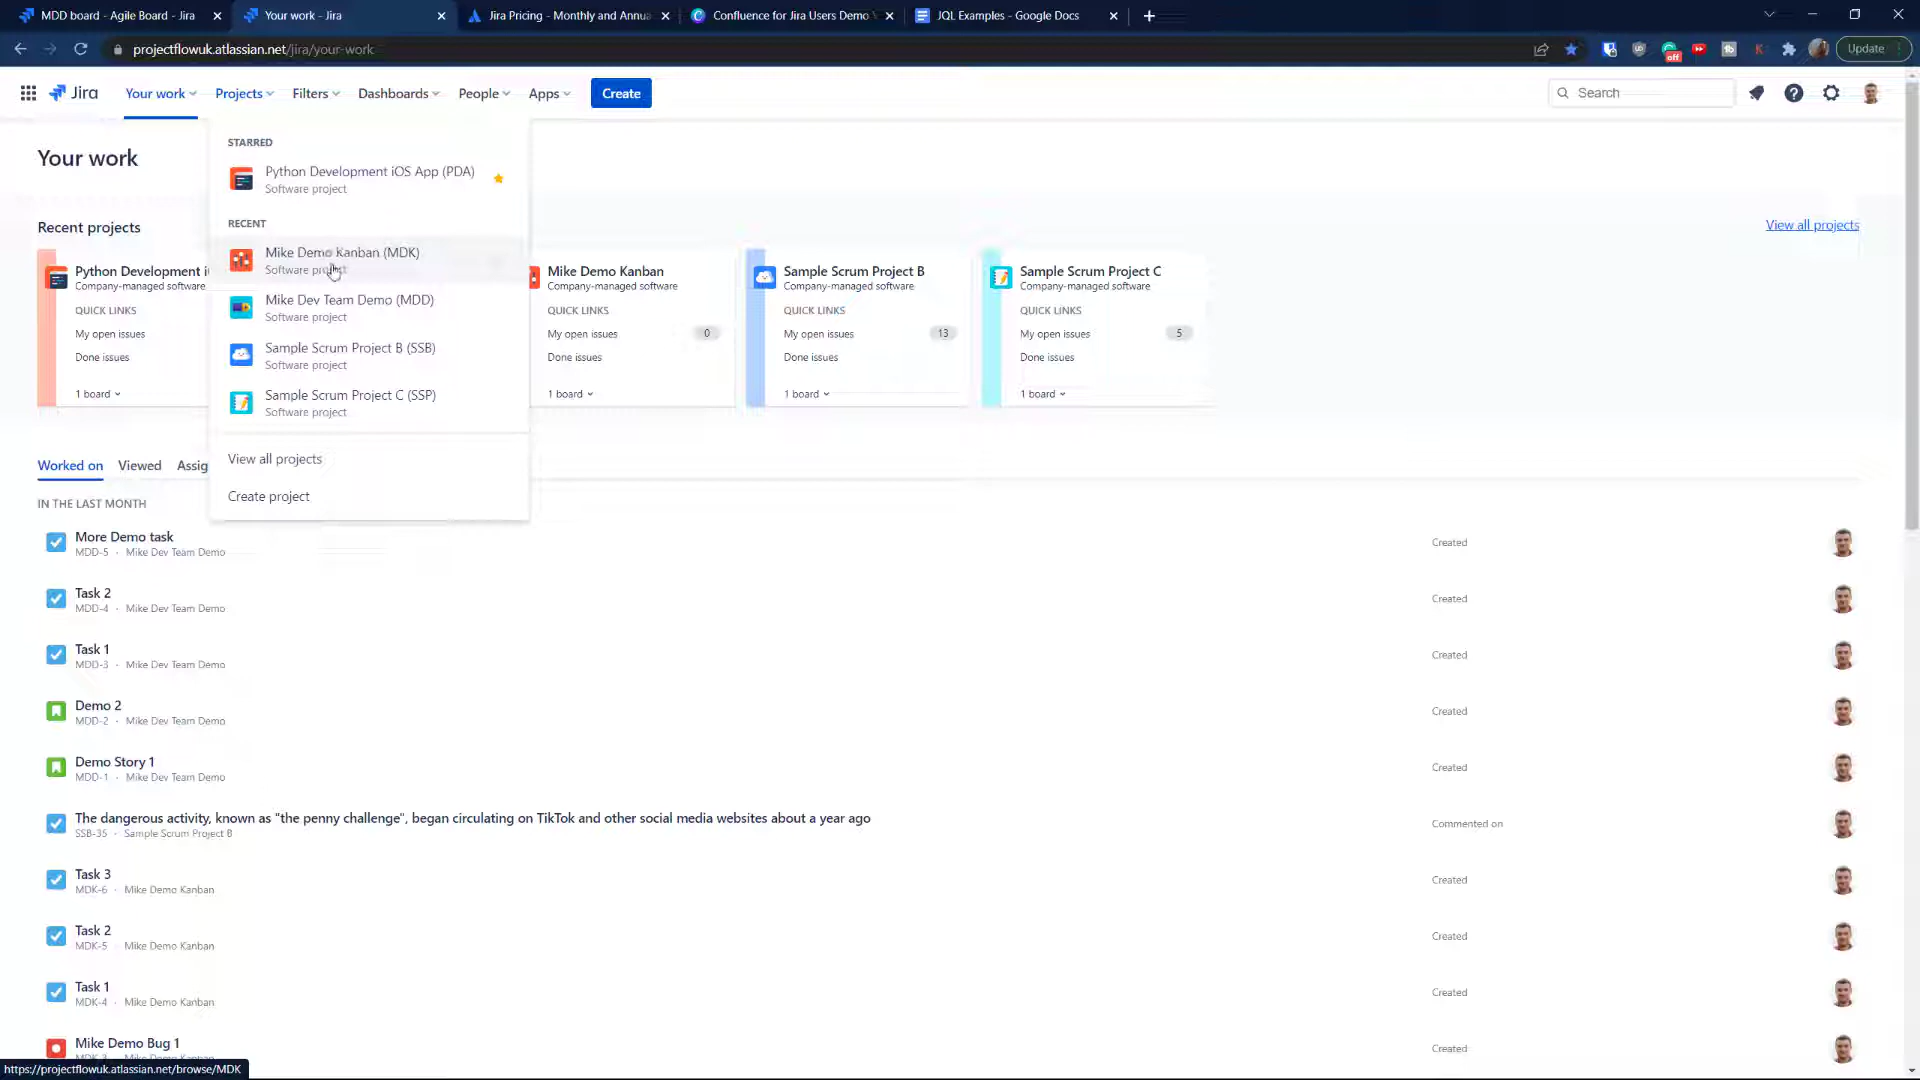 MDD board - Agile Board - Jira
Your work - Jira
Jira Pricing - Monthly and Annua
Confluence for Jira Users Demo
JQL Examples - Google Docs
projectflowuk.atlassian.net/jira/your-work
off
Update
Jira
Your work
Projects
Filters
Dashboards
People
Apps
Create
Search
Your work
STARRED
Python Development iOS App (PDA)
Software project
RECENT
Mike Demo Kanban (MDK)
Software project
Mike Dev Team Demo (MDD)
Software project
Sample Scrum Project B (SSB)
Software project
Sample Scrum Project C (SSP)
Software project
View all projects
Create project
Recent projects
View all projects
Python Development i
Company-managed software
QUICK LINKS
My open issues
Done issues
1 board
Mike Demo Kanban
Company-managed software
QUICK LINKS
My open issues
0
Done issues
1 board
Sample Scrum Project B
Company-managed software
QUICK LINKS
My open issues
13
Done issues
1 board
Sample Scrum Project C
Company-managed software
QUICK LINKS
My open issues
5
Done issues
1 board
Worked on
Viewed
Assig
IN THE LAST MONTH
More Demo task
MDD-5 · Mike Dev Team Demo
Created
Task 2
MDD-4 · Mike Dev Team Demo
Created
Task 1
MDD-3 · Mike Dev Team Demo
Created
Demo 2
MDD-2 · Mike Dev Team Demo
Created
Demo Story 1
MDD-1 · Mike Dev Team Demo
Created
The dangerous activity, known as "the penny challenge", began circulating on TikTok and other social media websites about a year ago
SSB-35 · Sample Scrum Project B
Commented on
Task 3
MDK-6 · Mike Demo Kanban
Created
Task 2
MDK-5 · Mike Demo Kanban
Created
Task 1
MDK-4 · Mike Demo Kanban
Created
Mike Demo Bug 1
MDK-3 · Mike Demo Kanban
Created
https://projectflowuk.atlassian.net/browse/MDK